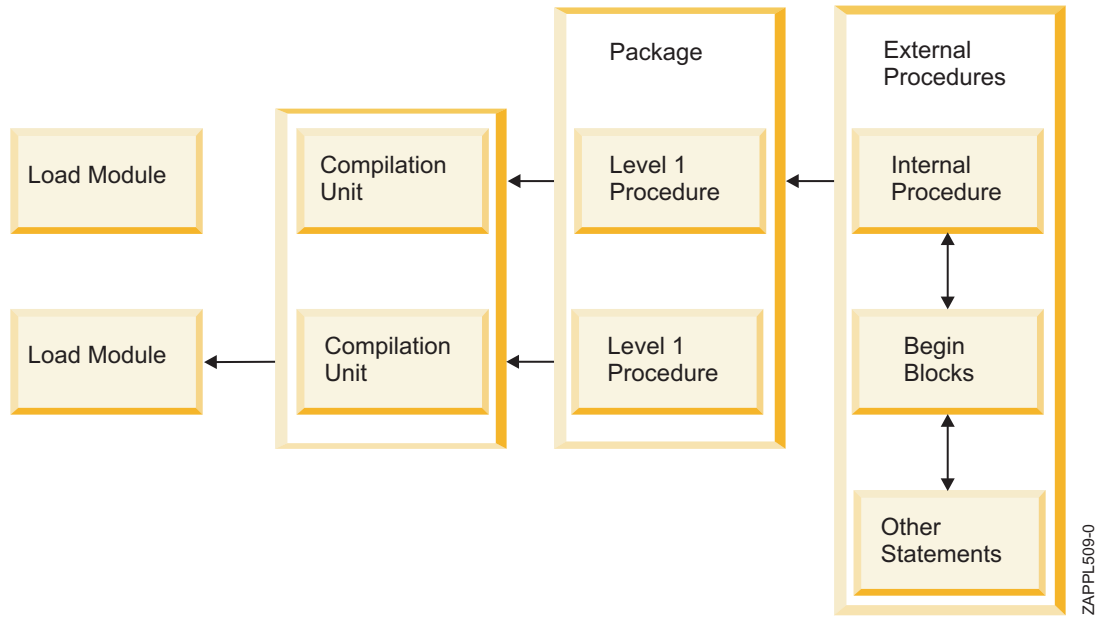 Package
External
Procedures
Load Module
Compilation
Unit
Level 1
Procedure
Internal
Procedure
Load Module
Compilation
Unit
Level 1
Procedure
Begin
Blocks
Other
Statements
ZAPPL509-0